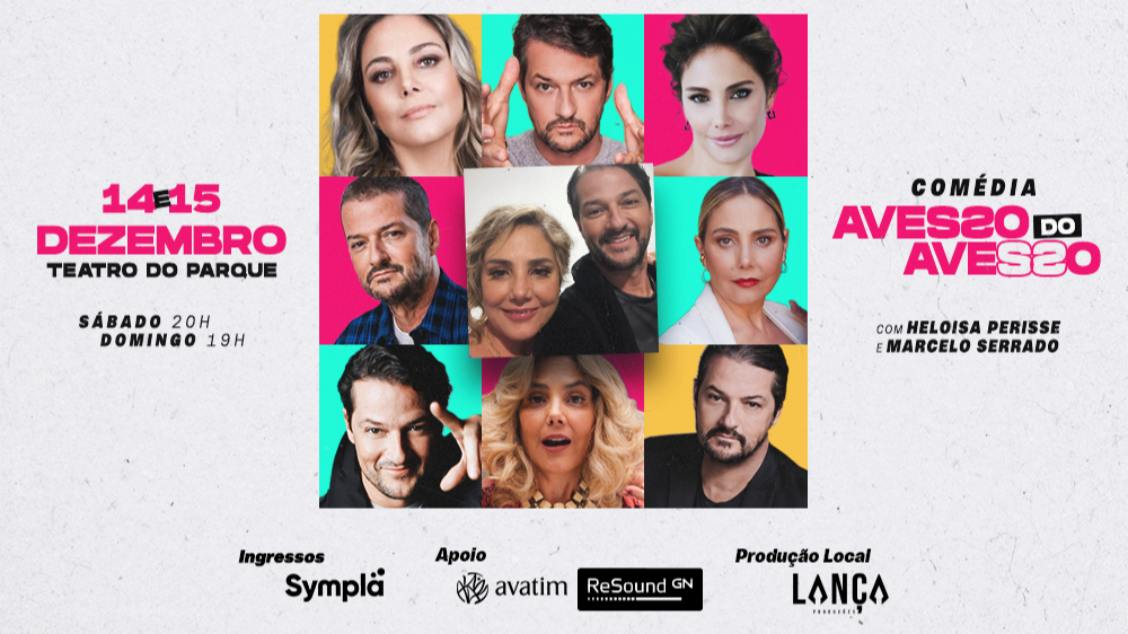 14 E 15
DEZEMBRO
TEATRO DO PARQUE
SÁBADO 20H
DOMINGO 19H
COMÉDIA
AVESSO DO
AVESSO
COM HELOISA PERISSE
E MARCELO SERRADO
Ingressos
Sympla
Apoio
avatim
ReSound GN
Produção Local
LANÇA
PRODUÇÕES